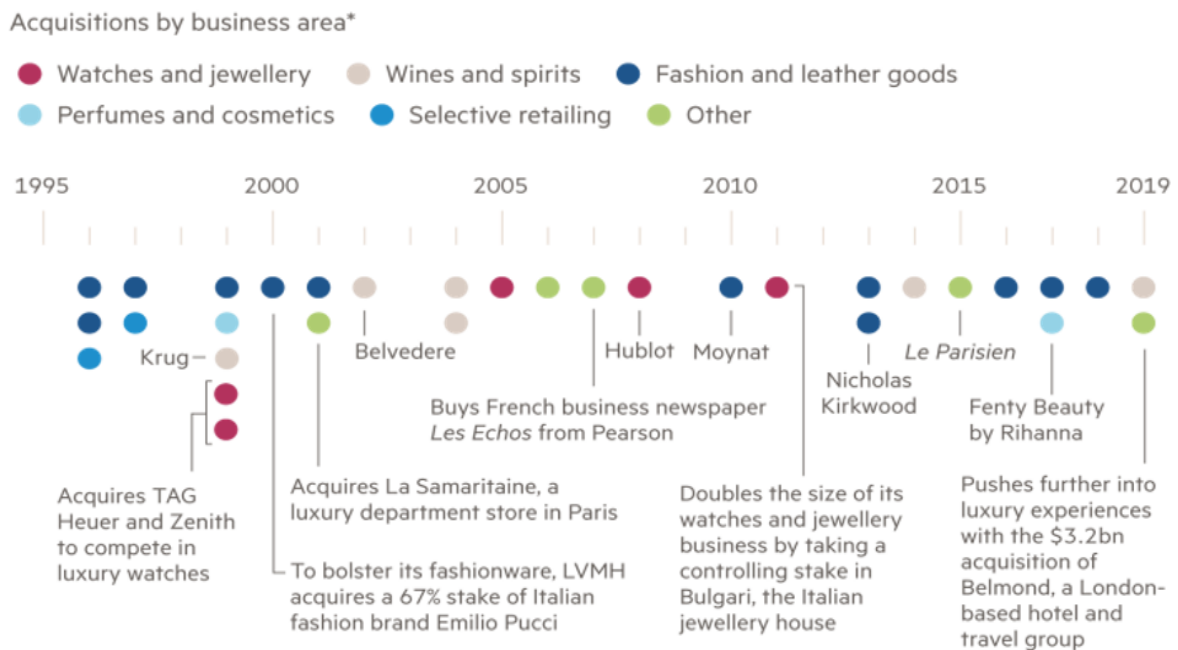 Acquisitions by business area*
Watches and jewellery
Wines and spirits
Fashion and leather goods
Perfumes and cosmetics
Selective retailing
Other
1995
2000
2005
2010
2015
2019
Krug
Belvedere
Hublot
Moynat
Le Parisien
Nicholas
Kirkwood
Buys French business newspaper
Les Echos from Pearson
Fenty Beauty
by Rihanna
Acquires TAG
Heuer and Zenith
to compete in
luxury watches
Acquires La Samaritaine, a
luxury department store in Paris
To bolster its fashionware, LVMH
acquires a 67% stake of Italian
fashion brand Emilio Pucci
Doubles the size of its
watches and jewellery
business by taking a
controlling stake in
Bulgari, the Italian
jewellery house
Pushes further into
luxury experiences
with the $3.2bn
acquisition of
Belmond, a London-
based hotel and
travel group